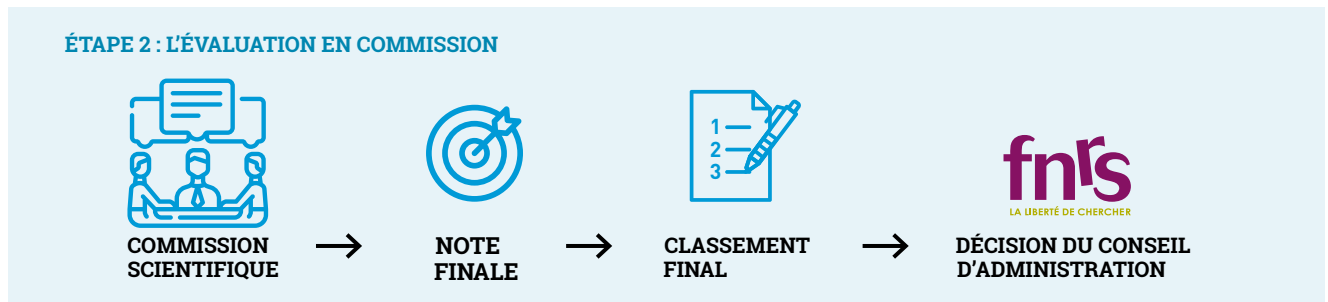 ÉTAPE 2 : L'ÉVALUATION EN COMMISSION
1
2
3
fnrs
LA LIBERTÉ DE CHERCHER
COMMISSION
SCIENTIFIQUE
NOTE
FINALE
CLASSEMENT
FINAL
DÉCISION DU CONSEIL
D'ADMINISTRATION